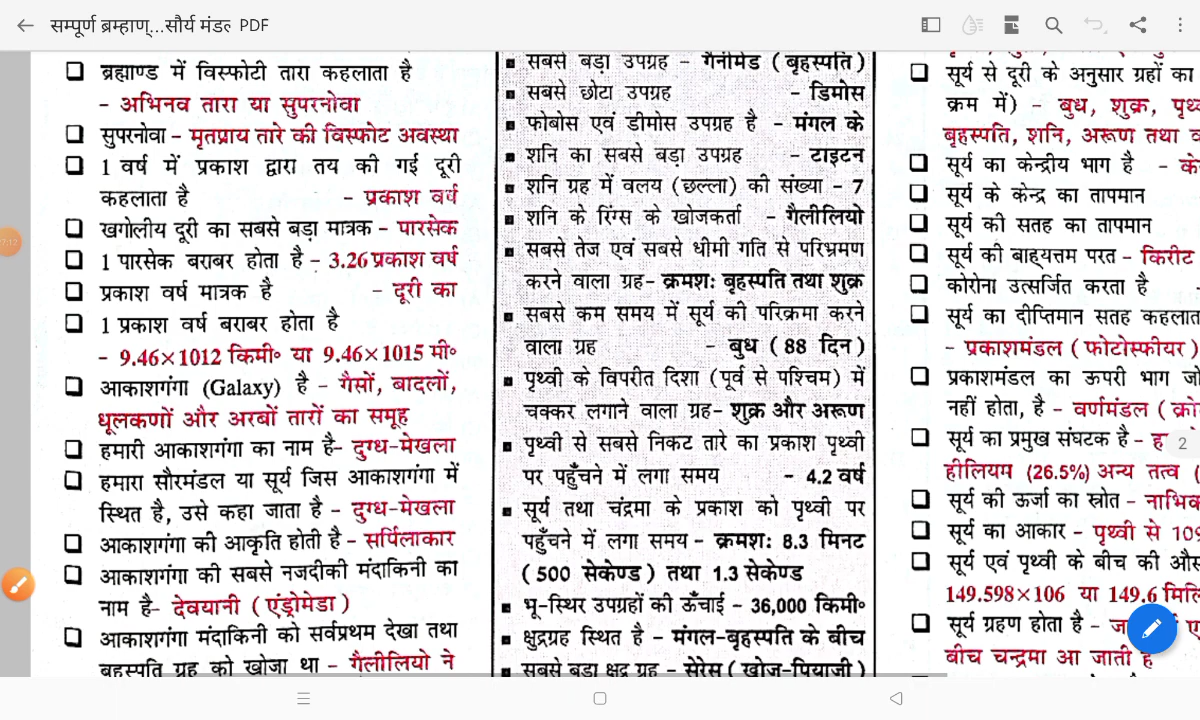 सम्पूर्ण ब्रम्हाण्...सौर्य मंडल PDF
ब्रह्माण्ड में विस्फोटी तारा कहलाता है
- अभिनव तारा या सुपरनोवा
सुपरनोवा - मृतप्राय तारे की विस्फोट अवस्था
1 वर्ष में प्रकाश द्वारा तय की गई दूरी
कहलाता है - प्रकाश वर्ष
खगोलीय दूरी का सबसे बड़ा मात्रक - पारसेक
1 पारसेक बराबर होता है - 3.26 प्रकाश वर्ष
प्रकाश वर्ष मात्रक है - दूरी का
1 प्रकाश वर्ष बराबर होता है
- 9.46×1012 किमी० या 9.46×1015 मी०
आकाशगंगा (Galaxy) है - गैसों, बादलों,
धूलकणों और अरबों तारों का समूह
हमारी आकाशगंगा का नाम है- दुग्ध-मेखला
हमारा सौरमंडल या सूर्य जिस आकाशगंगा में
स्थित है, उसे कहा जाता है - दुग्ध-मेखला
आकाशगंगा की आकृति होती है - सर्पिलाकार
आकाशगंगा की सबसे नजदीकी मंदाकिनी का
नाम है- देवयानी (एंड्रोमेडा)
आकाशगंगा मंदाकिनी को सर्वप्रथम देखा तथा
बृहस्पति ग्रह को खोजा था - गैलीलियो ने
सबसे बड़ा उपग्रह - गैनीमेड (बृहस्पति)
सबसे छोटा उपग्रह - डिमोस
फोबोस एवं डीमोस उपग्रह है - मंगल के
शनि का सबसे बड़ा उपग्रह - टाइटन
शनि ग्रह में वलय (छल्ला) की संख्या - 7
शनि के रिंग्स के खोजकर्ता - गैलीलियो
सबसे तेज एवं सबसे धीमी गति से परिभ्रमण
करने वाला ग्रह- क्रमशः बृहस्पति तथा शुक्र
सबसे कम समय में सूर्य की परिक्रमा करने
वाला ग्रह - बुध (88 दिन)
पृथ्वी के विपरीत दिशा (पूर्व से पश्चिम) में
चक्कर लगाने वाला ग्रह- शुक्र और अरूण
पृथ्वी से सबसे निकट तारे का प्रकाश पृथ्वी
पर पहुँचने में लगा समय - 4.2 वर्ष
सूर्य तथा चंद्रमा के प्रकाश को पृथ्वी पर
पहुँचने में लगा समय - क्रमशः 8.3 मिनट
(500 सेकेण्ड) तथा 1.3 सेकेण्ड
भू-स्थिर उपग्रहों की ऊँचाई - 36,000 किमी०
क्षुद्रग्रह स्थित है - मंगल-बृहस्पति के बीच
सबसे बड़ा क्षुद्र ग्रह - सेरेस (खोज-पियाजी)
सूर्य से दूरी के अनुसार ग्रहों का
क्रम में) - बुध, शुक्र,
बृहस्पति, शनि, अरूण तथा
सूर्य का केन्द्रीय भाग है -
सूर्य के केन्द्र का तापमान
सूर्य की सतह का तापमान
सूर्य की बाह्यत्तम परत - किरीट
कोरोना उत्सर्जित करता है -
सूर्य का दीप्तिमान सतह
- प्रकाशमंडल (फोटोस्फीयर)
प्रकाशमंडल का ऊपरी भाग जो
नहीं होता, है - वर्णमंडल (
सूर्य का प्रमुख संघटक है -
2
हीलियम (26.5%) अन्य तत्व (
सूर्य की ऊर्जा का स्रोत -
सूर्य का आकार - पृथ्वी से
सूर्य एवं पृथ्वी के बीच की
149.598×106 या 149.6
सूर्य ग्रहण होता है -
बीच चन्द्रमा आ जाती है